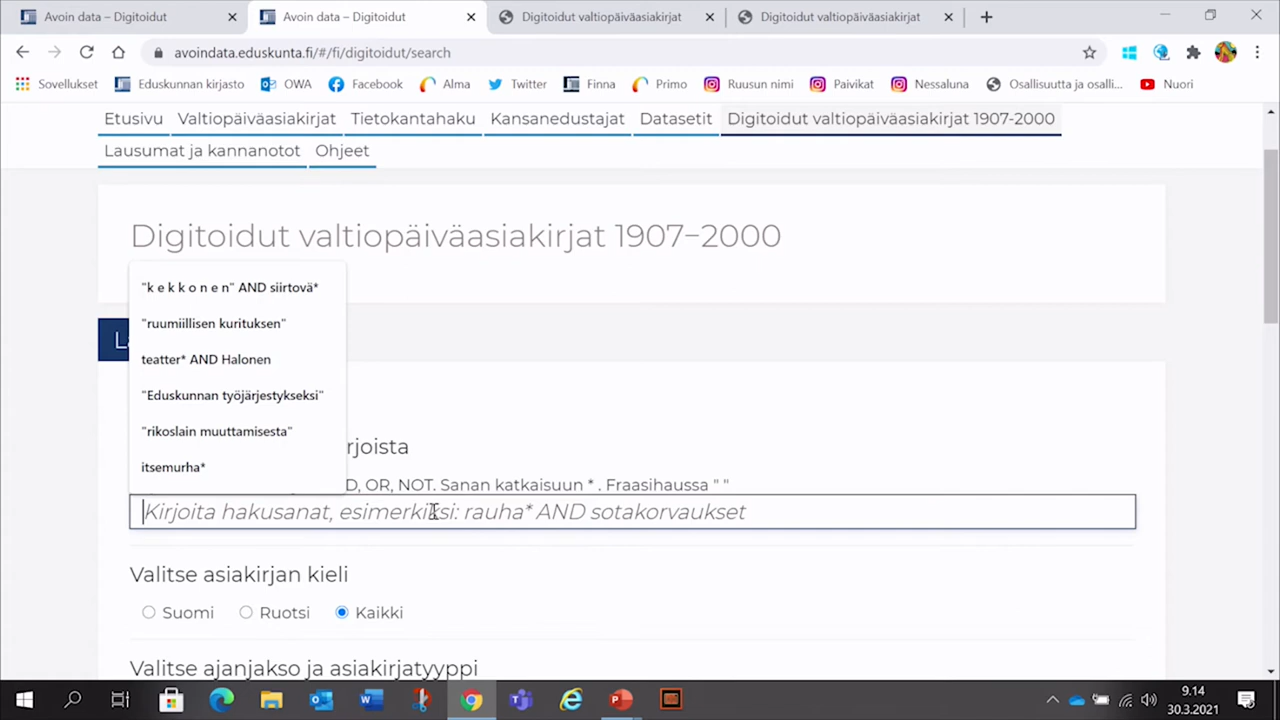 Avoin data – Digitoidut
Avoin data – Digitoidut
Digitoidut valtiopäiväasiakirjat
Digitoidut valtiopäiväasiakirjat
avoindata.eduskunta.fi/#/fi/digitoidut/search
Sovellukset
Eduskunnan kirjasto
OWA
Facebook
Alma
Twitter
Finna
Primo
Ruusun nimi
Paivikat
Nessaluna
Osallisuutta ja osalli...
Nuori
Etusivu
Valtiopäiväasiakirjat
Tietokantahaku
Kansanedustajat
Datasetit
Digitoidut valtiopäiväasiakirjat 1907-2000
Lausumat ja kannanotot
Ohjeet
Digitoidut valtiopäiväasiakirjat 1907–2000
"k e k k o n e n" AND siirtovä*
"ruumiillisen kurituksen"
teatter* AND Halonen
"Eduskunnan työjärjestykseksi"
"rikoslain muuttamisesta"
itsemurha*
rjoista
D, OR, NOT. Sanan katkaisuun * . Fraasihaussa " "
Kirjoita hakusanat, esimerkiksi: rauha* AND sotakorvaukset
Valitse asiakirjan kieli
Suomi
Ruotsi
Kaikki
Valitse ajanjakso ja asiakirjatyyppi
9.14
30.3.2021